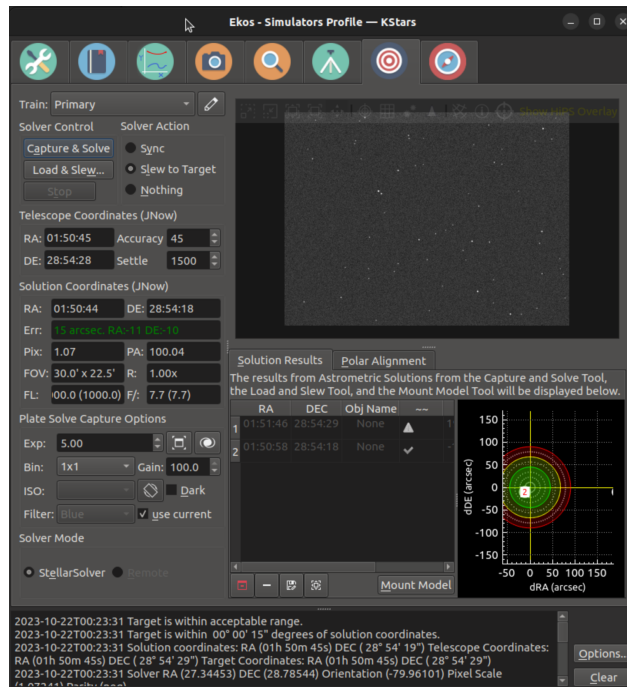 Ekos - Simulators Profile — KStars
Train: Primary
Solver Control Solver Action
Capture & Solve Sync
Load & Slew... Slew to Target
Stop Nothing
Show HiPS Overlay
Telescope Coordinates (JNow)
RA: 01:50:45 Accuracy 45
DE: 28:54:28 Settle 1500
Solution Coordinates (JNow)
RA: 01:50:44 DE: 28:54:18
Err: 15 arcsec. RA:-11 DE:-10
Pix: 1.07 PA: 100.04
FOV: 30.0' x 22.5' R: 1.00x
FL: 00.0 (1000.0) F/: 7.7 (7.7)
Plate Solve Capture Options
Exp: 5.00
Bin: 1x1 Gain: 100.0
ISO: Dark
Filter: Blue use current
Solver Mode
StellarSolver Remote
Solution Results Polar Alignment
The results from Astrometric Solutions from the Capture and Solve Tool,
the Load and Slew Tool, and the Mount Model Tool will be displayed below.
RA DEC Obj Name ~~
1 01:51:46 28:54:29 None
2 01:50:58 28:54:18 None
Mount Model
150
100
50
0
-50
-100
-150
dDE (arcsec)
2
-50 0 50 100 150
dRA (arcsec)
2023-10-22T00:23:31 Target is within acceptable range.
2023-10-22T00:23:31 Target is within 00° 00' 15" degrees of solution coordinates.
2023-10-22T00:23:31 Solution coordinates: RA (01h 50m 45s) DEC ( 28° 54' 19") Telescope Coordinates:
RA (01h 50m 45s) DEC ( 28° 54' 29") Target Coordinates: RA (01h 50m 45s) DEC ( 28° 54' 29")
2023-10-22T00:23:31 Solver RA (27.34453) DEC (28.78544) Orientation (-79.96101) Pixel Scale
(1.07341) Parity (neg)
Options..
Clear